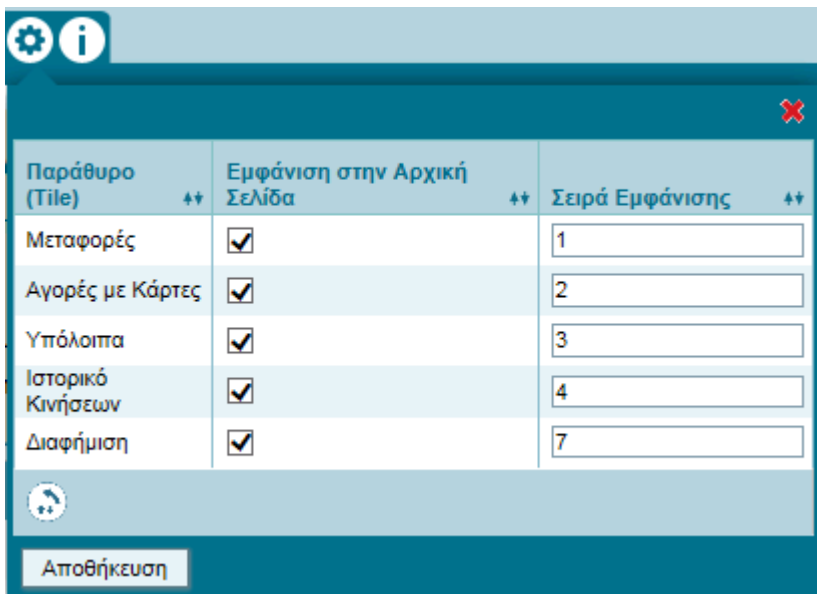 Παράθυρο
(Tile)
Εμφάνιση στην Αρχική
Σελίδα
Σειρά Εμφάνισης
Μεταφορές
1
Αγορές με Κάρτες
2
Υπόλοιπα
3
Ιστορικό
Κινήσεων
4
Διαφήμιση
7
Αποθήκευση